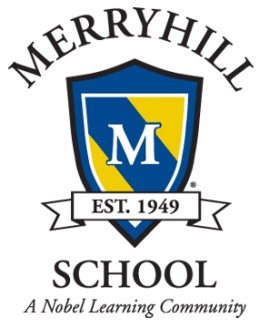 MERRYHILL
M
®
EST. 1949
SCHOOL
A Nobel Learning Community